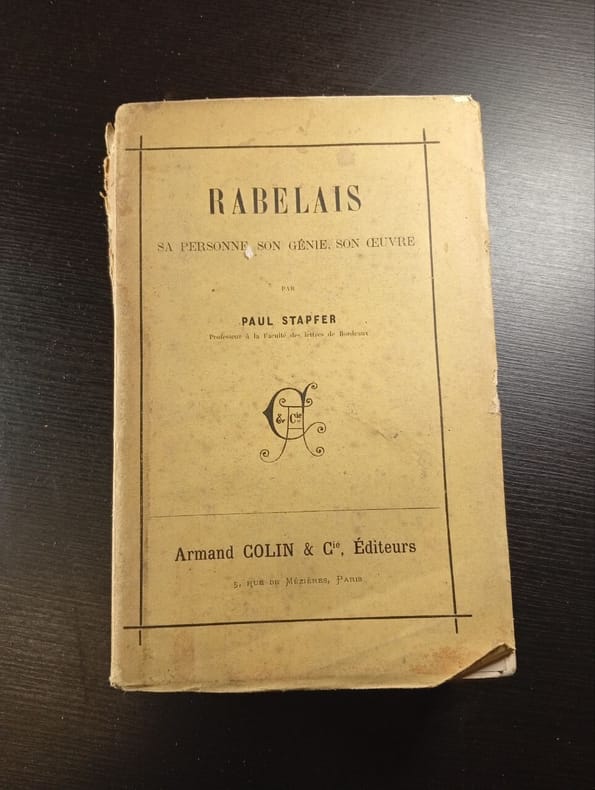 RABELAIS
SA PERSONNE, SON GÉNIE, SON ŒUVRE
PAR
PAUL STAPFER
Professeur à la Faculté des lettres de Bordeaux
& Cie
Armand COLIN & Cie, Éditeurs
5, RUE DE MÉZIÈRES, PARIS